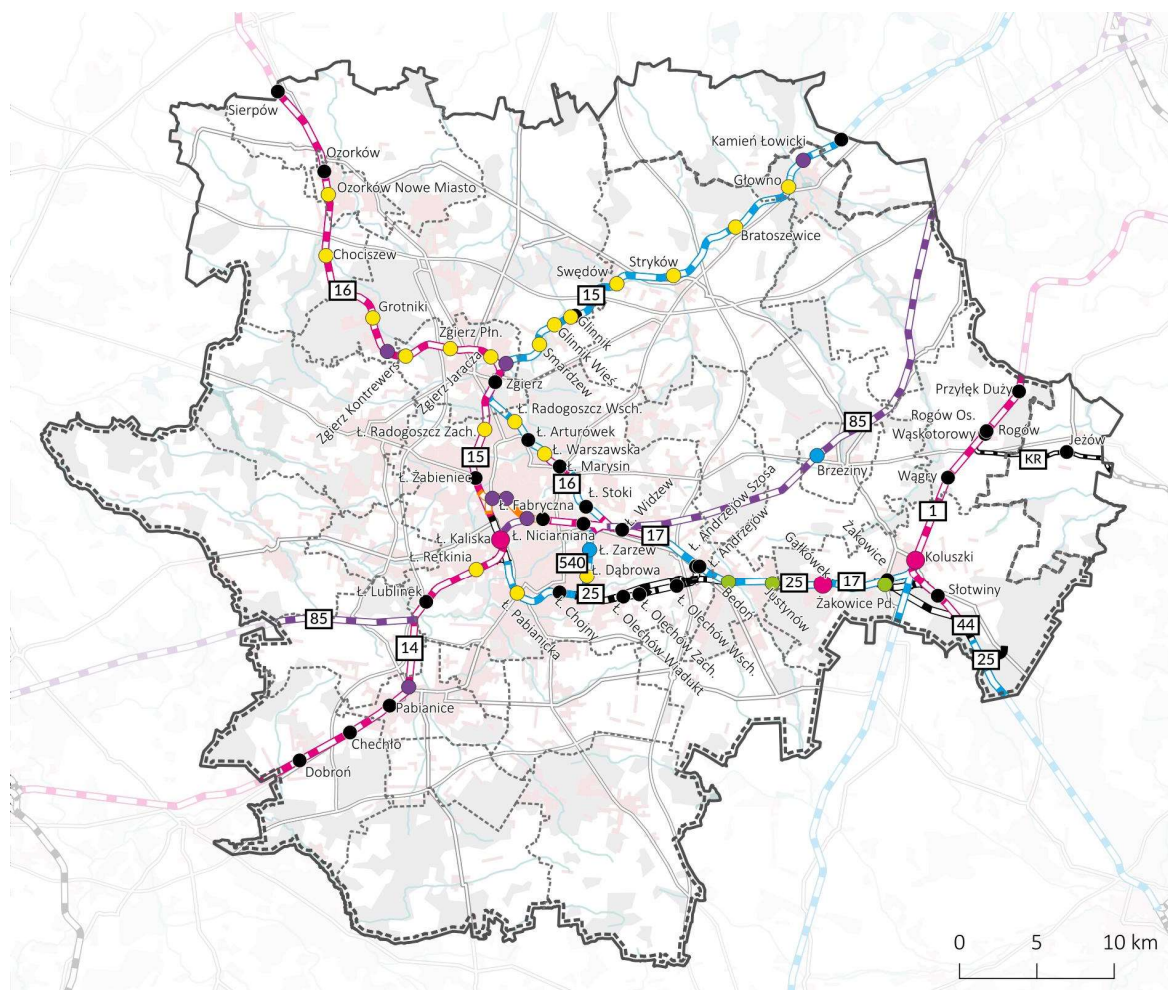 Sierpów
Ozorków
Ozorków Nowe Miasto
Chociszew
16
Grotniki
Zgierz Kontrewers
Zgierz Płn.
Zgierz Jaracza
Zgierz
Kamień Łowicki
Głowno
Bratoszewice
Stryków
Swędów
15
Glinnik
Glinnik Wieś
Smardzew
Ł. Radogoszcz Wsch.
Ł. Radogoszcz Zach.
Ł. Arturówek
Ł. Warszawska
Ł. Marysin
15
16
Ł. Żabieniec
Ł. Stoki
Ł. Fabryczna
Ł. Widzew
Ł. Kaliska
Ł. Niciarniana
17
Ł. Andrzejów Szosa
Ł. Andrzejów
Ł. Retkinia
540
Ł. Zarzew
Ł. Dąbrowa
25
Ł. Lublinek
Ł. Pabianicka
Ł. Chojny
Ł. Olechów Wiadukt
Ł. Olechów Zach.
Ł. Olechów Wsch.
Bedoń
Justynów
25
Gałkówek
17
Żakowice
Żakowice Pd.
Koluszki
Słotwiny
44
25
1
Wągry
Przyłęk Duży
Rogów Os.
Wąskotorowy
Rogów
KR
Jeżów
85
Brzeziny
85
14
Pabianice
Chechło
Dobroń
0 5 10 km